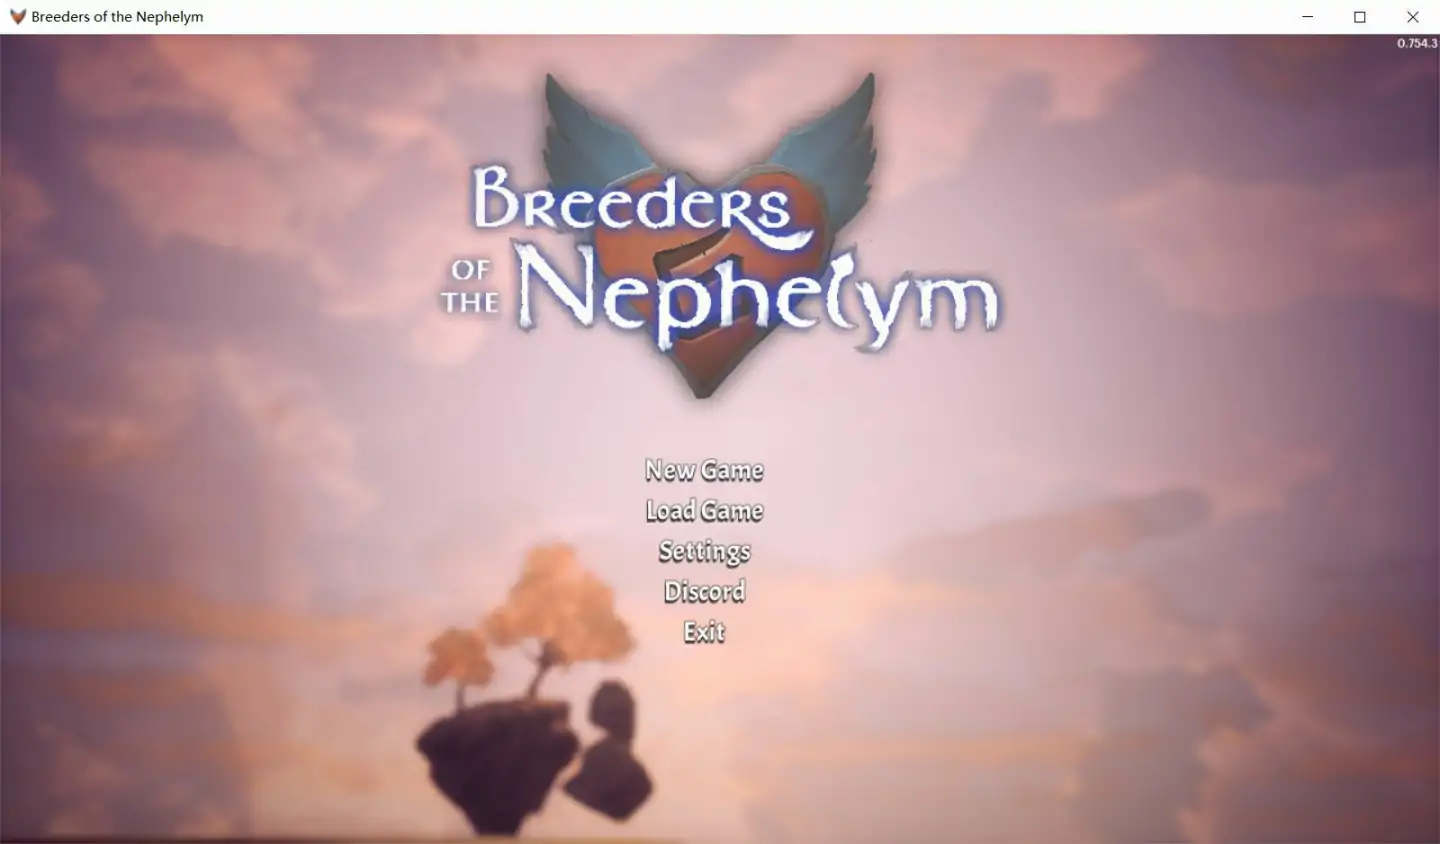 Breeders of the Nephelym
0.754.3
Breeders
OF
THE
Nephelym
New Game
Load Game
Settings
Discord
Exit